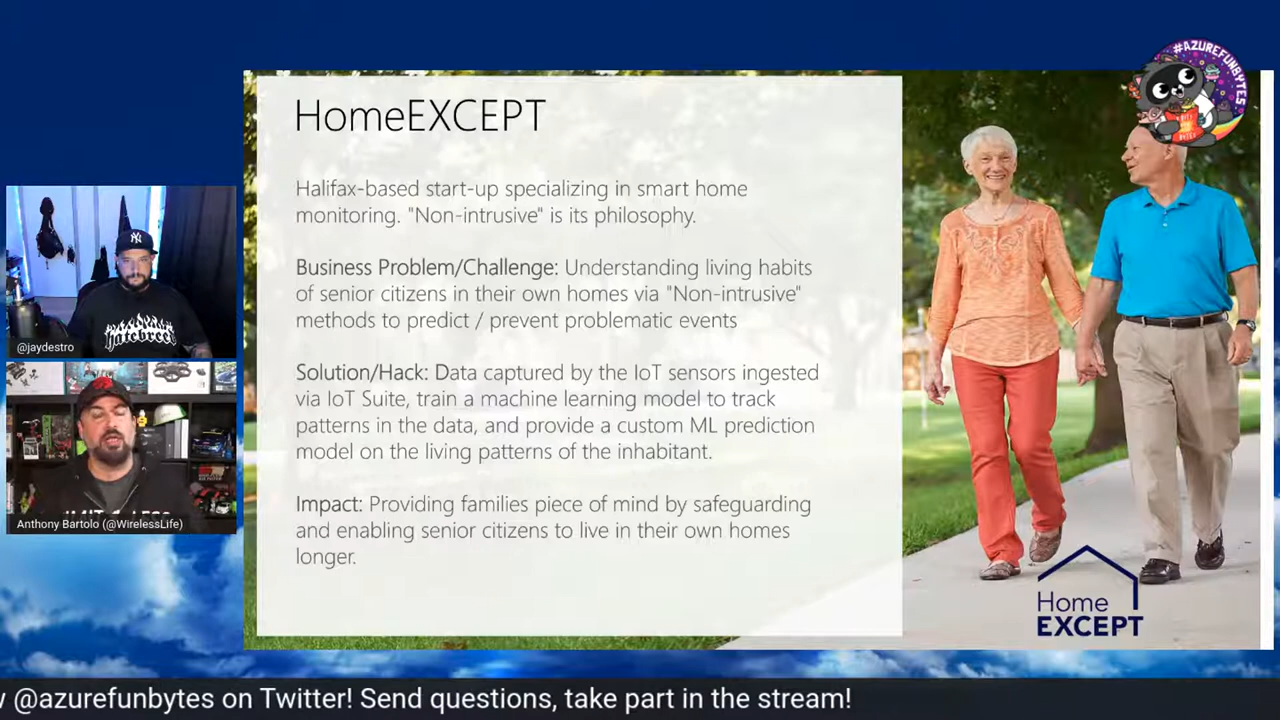 #AZUREFUNBYTES
HomeEXCEPT
Halifax-based start-up specializing in smart home
monitoring. "Non-intrusive" is its philosophy.
Business Problem/Challenge: Understanding living habits
of senior citizens in their own homes via "Non-intrusive"
methods to predict / prevent problematic events
Solution/Hack: Data captured by the IoT sensors ingested
via IoT Suite, train a machine learning model to track
patterns in the data, and provide a custom ML prediction
model on the living patterns of the inhabitant.
Impact: Providing families piece of mind by safeguarding
and enabling senior citizens to live in their own homes
longer.
Home
EXCEPT
NY
hatebreed
@jaydestro
Anthony Bartolo (@WirelessLife)
@azurefunbytes on Twitter! Send questions, take part in the stream!